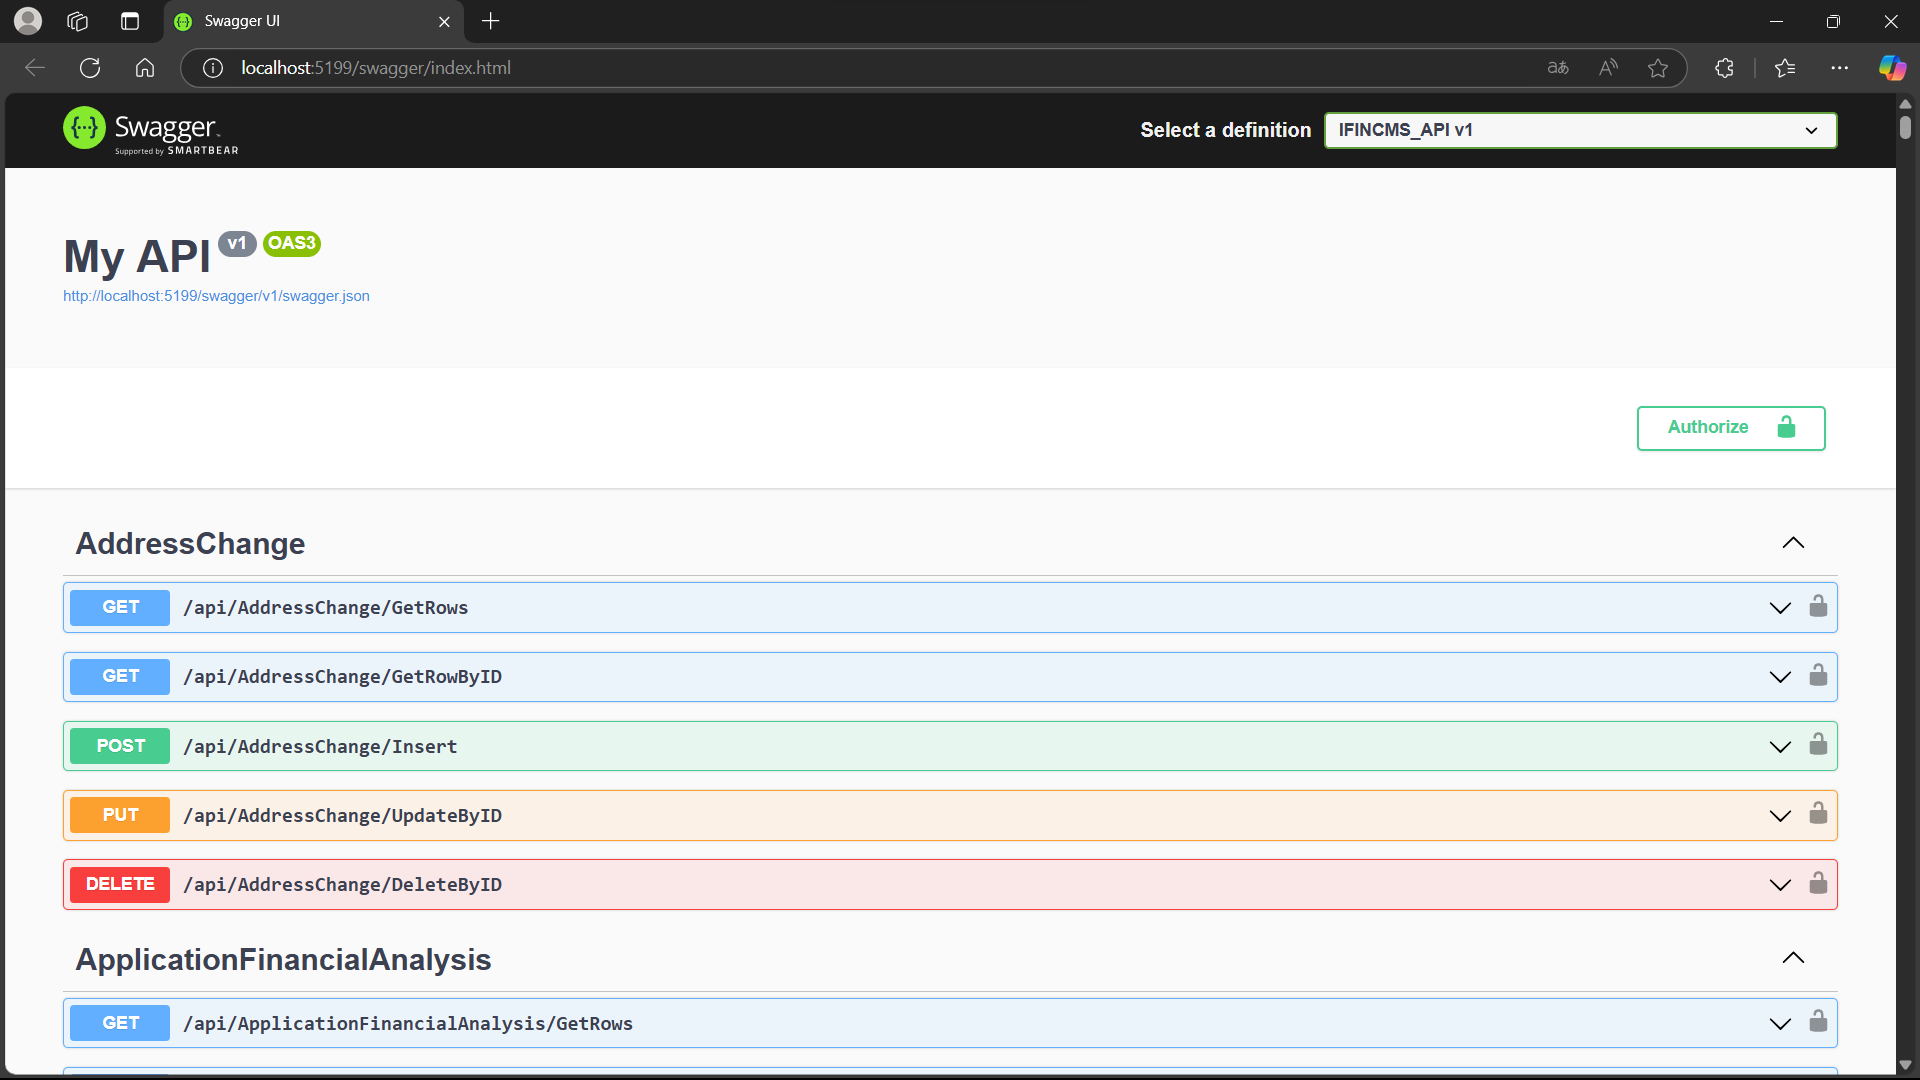 Swagger UI
localhost:5199/swagger/index.html
Swagger.
Supported by SMARTBEAR
Select a definition
IFINCMS_API v1
My API v1 OAS3
http://localhost:5199/swagger/v1/swagger.json
Authorize
AddressChange
GET /api/AddressChange/GetRows
GET /api/AddressChange/GetRowByID
POST /api/AddressChange/Insert
PUT /api/AddressChange/UpdateByID
DELETE /api/AddressChange/DeleteByID
ApplicationFinancialAnalysis
GET /api/ApplicationFinancialAnalysis/GetRows